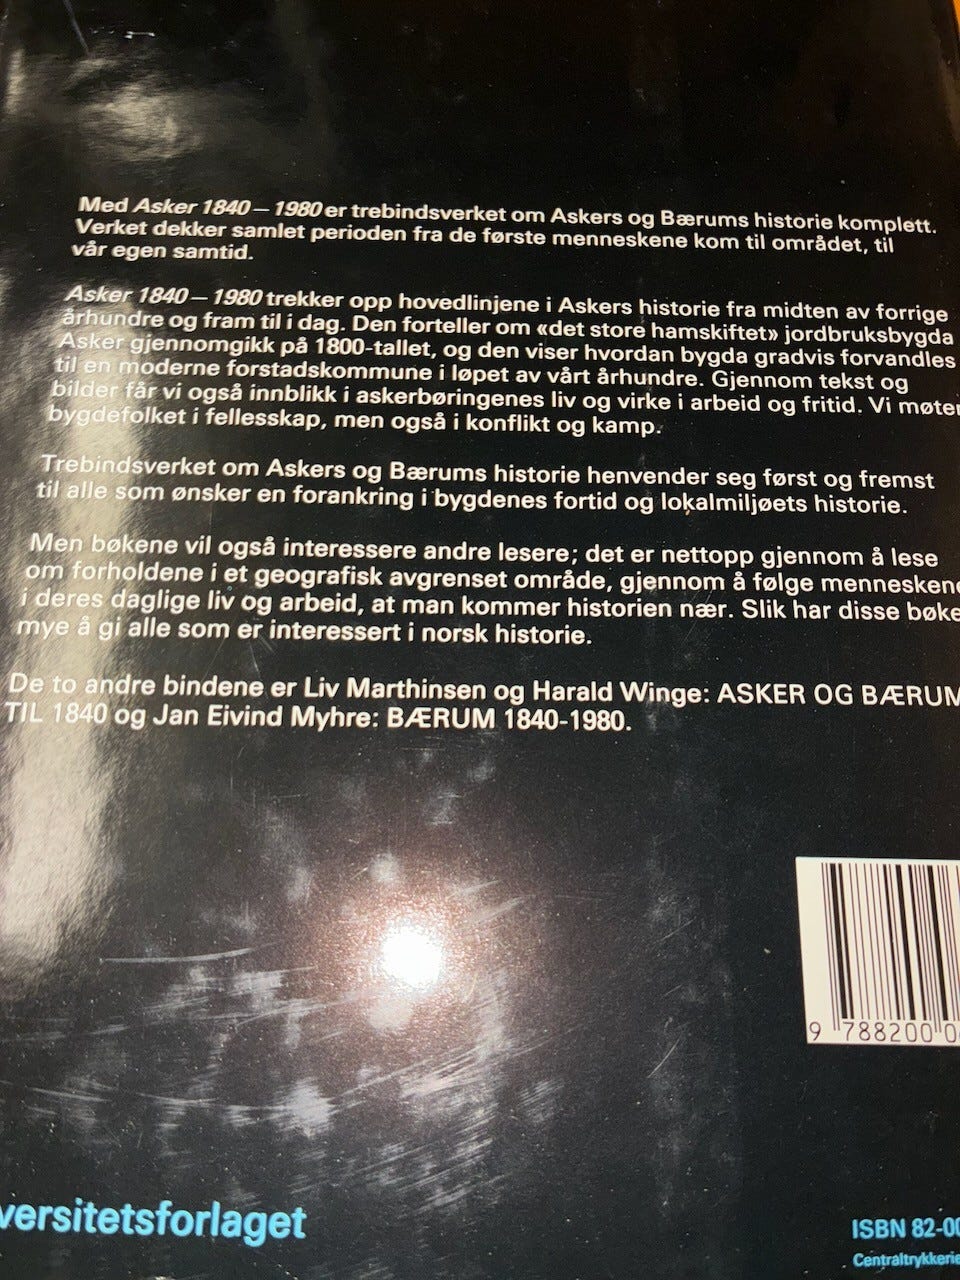 Med Asker 1840 – 1980 er trebindsverket om Askers og Bærums historie komplett.
Verket dekker samlet perioden fra de første menneskene kom til området, til
vår egen samtid.
Asker 1840 – 1980 trekker opp hovedlinjene i Askers historie fra midten av forrige
århundre og fram til i dag. Den forteller om «det store hamskiftet» jordbruksbygda
Asker gjennomgikk på 1800-tallet, og den viser hvordan bygda gradvis forvandles
til en moderne forstadskommune i løpet av vårt århundre. Gjennom tekst og
bilder får vi også innblikk i askerbøringenes liv og virke i arbeid og fritid. Vi møter
bygdefolket i fellesskap, men også i konflikt og kamp.
Trebindsverket om Askers og Bærums historie henvender seg først og fremst
til alle som ønsker en forankring i bygdenes fortid og lokalmiljøets historie.
Men bøkene vil også interessere andre lesere; det er nettopp gjennom å lese
om forholdene i et geografisk avgrenset område, gjennom å følge menneskene
i deres daglige liv og arbeid, at man kommer historien nær. Slik har disse bøke
mye å gi alle som er interessert i norsk historie.
De to andre bindene er Liv Marthinsen og Harald Winge: ASKER OG BÆRUM
TIL 1840 og Jan Eivind Myhre: BÆRUM 1840-1980.
9 788200 0
versitetsforlaget
ISBN 82-00
Centraltrykkerie